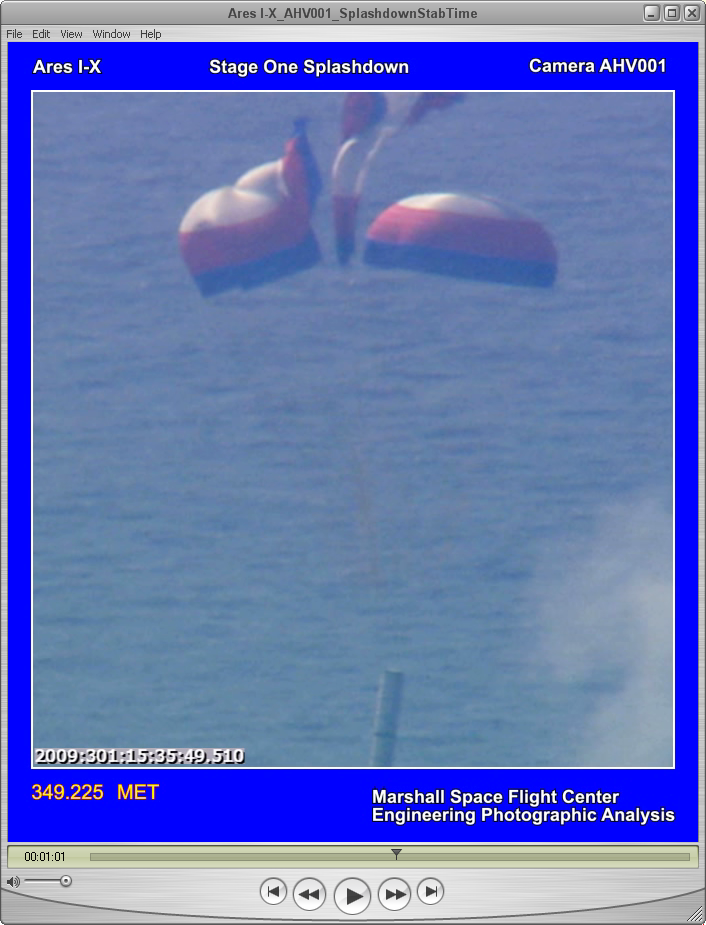 Ares I-X_AHV001_SplashdownStabTime
File Edit View Window Help
Ares I-X Stage One Splashdown Camera AHV001
2009:301:15:35:49.510
349.225 MET
Marshall Space Flight Center
Engineering Photographic Analysis
00:01:01